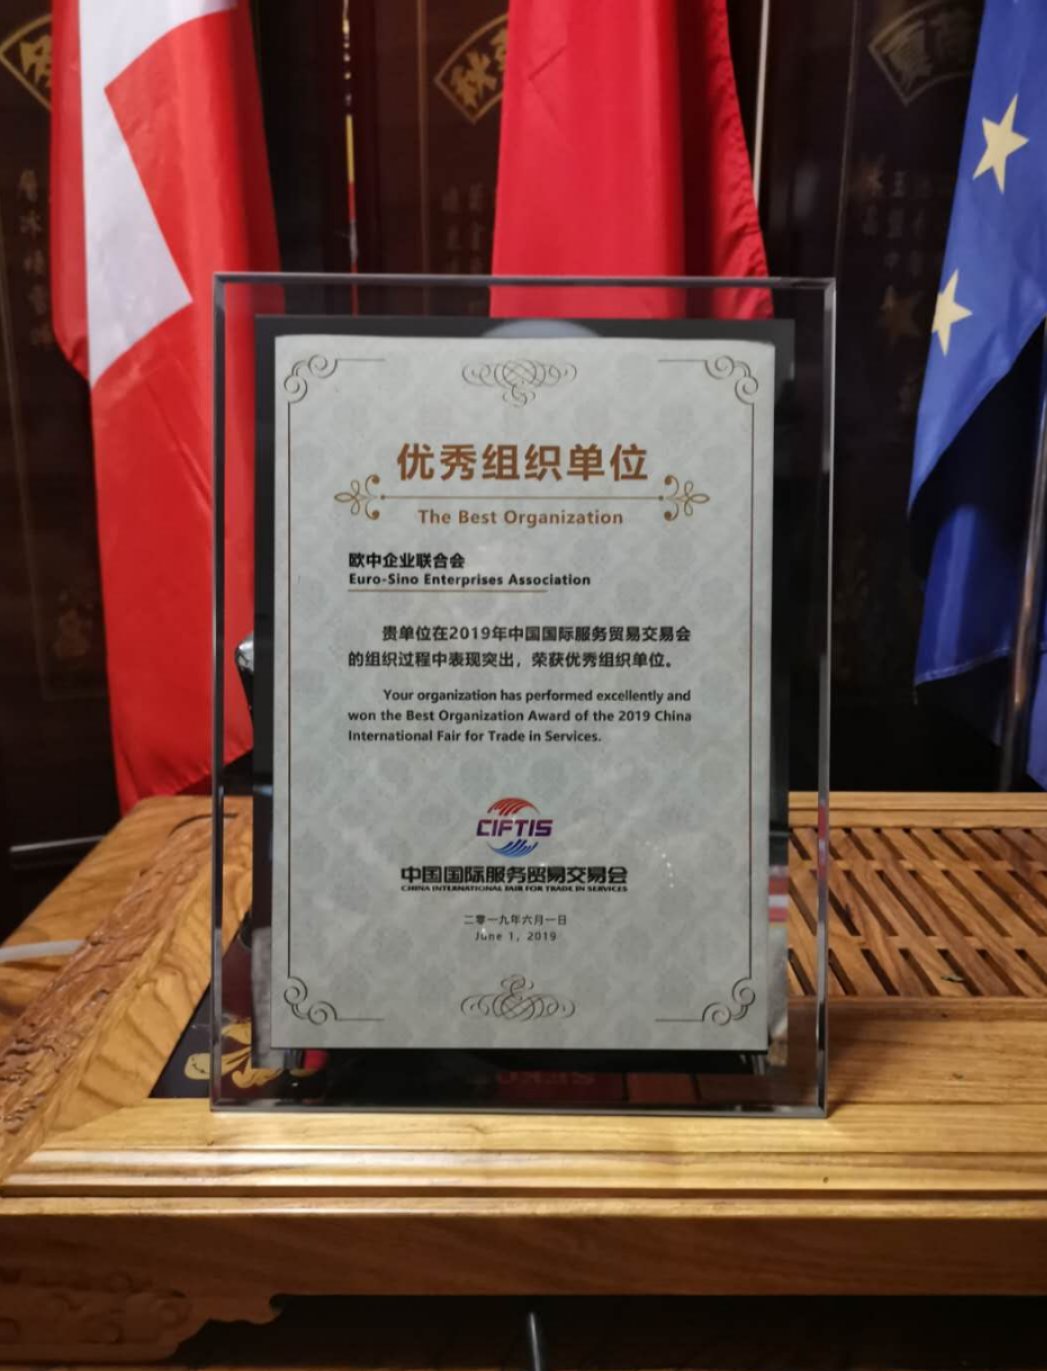 秋
夏
优秀组织单位
The Best Organization
欧中企业联合会
Euro-Sino Enterprises Association
贵单位在2019年中国国际服务贸易交易会
的组织过程中表现突出，荣获优秀组织单位。
Your organization has performed excellently and
won the Best Organization Award of the 2019 China
International Fair for Trade in Services.
CIFTIS
中国国际服务贸易交易会
CHINA INTERNATIONAL FAIR FOR TRADE IN SERVICES
二零一九年六月一日
June 1, 2019